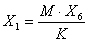 X₁ = M · X₆ / K